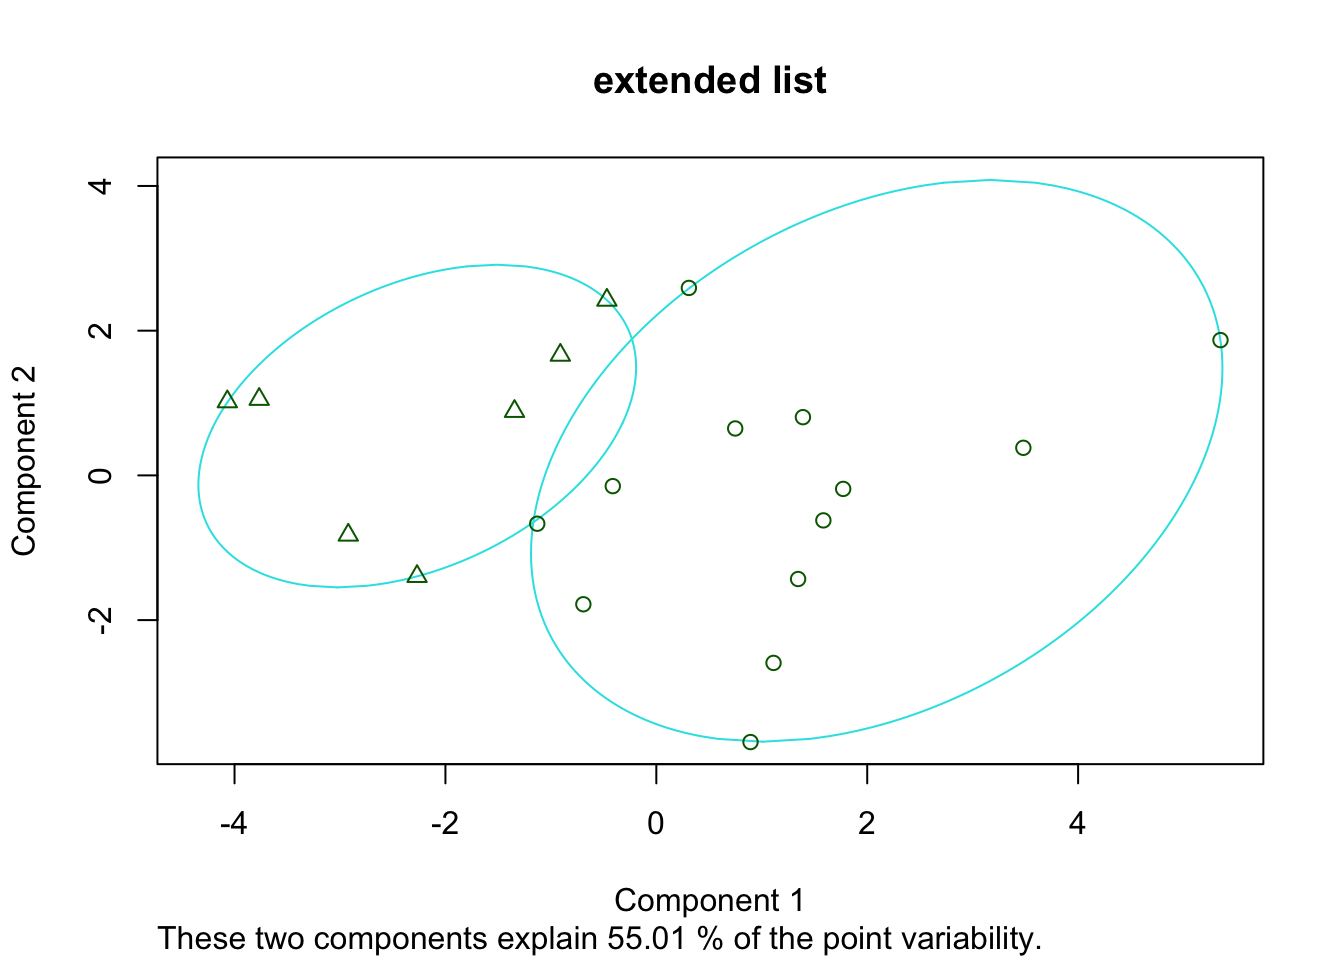 extended list
Component 2
4
2
0
-2
-4 -2 0 2 4
Component 1
These two components explain 55.01 % of the point variability.